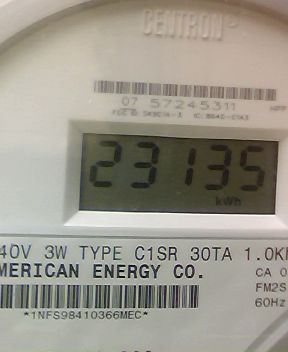 CENTRON
07 57245311
23135
kWh
40V 3W TYPE C1SR 30TA 1.0K
MERICAN ENERGY CO.
CA 0
FM2S
60Hz
*1NFS98410366MEC*